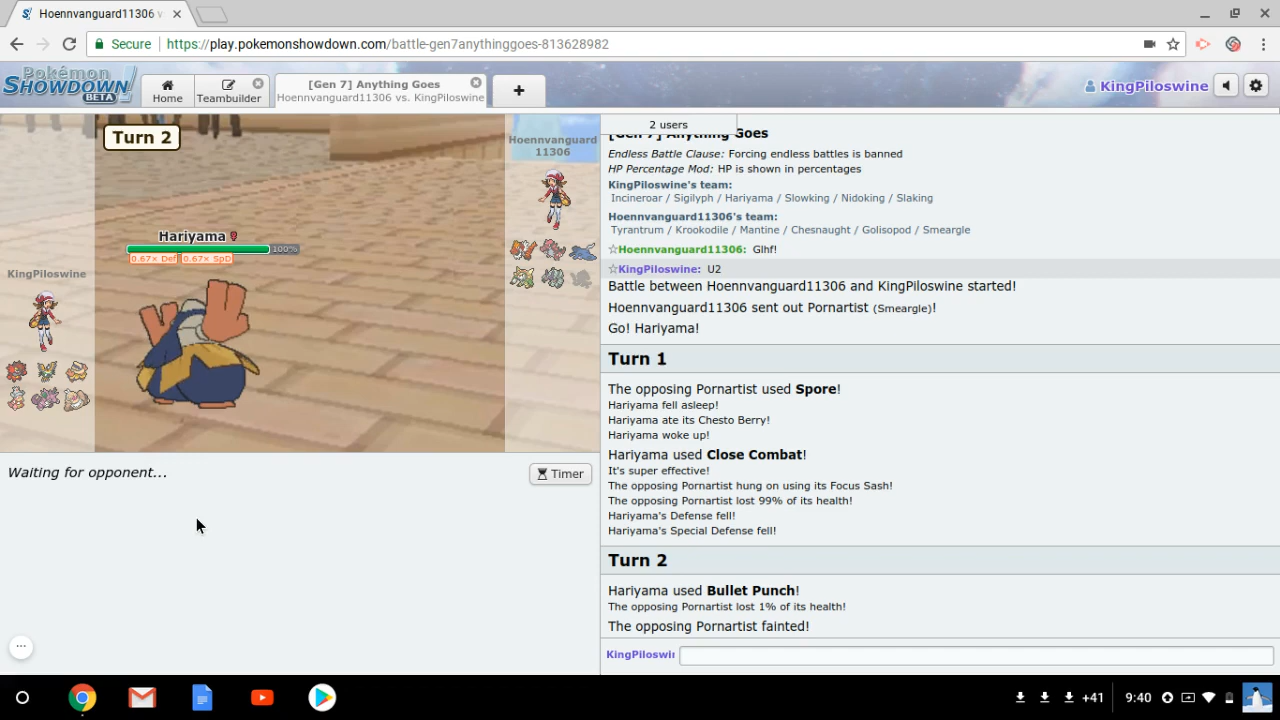 Hoennvanguard11306 v
Secure
https://play.pokemonshowdown.com/battle-gen7anythinggoes-813628982
Pokémon
SHOWDOWN
BETA
Home
Teambuilder
[Gen 7] Anything Goes
Hoennvanguard11306 vs. KingPiloswine
+
KingPiloswine
Turn 2
Hariyama
100%
0.67× Def 0.67× SpD
KingPiloswine
Hoennvanguard
11306
Waiting for opponent...
Timer
...
2 users
[Gen 7] Anything Goes
Endless Battle Clause: Forcing endless battles is banned
HP Percentage Mod: HP is shown in percentages
KingPiloswine's team:
Incineroar / Sigilyph / Hariyama / Slowking / Nidoking / Slaking
Hoennvanguard11306's team:
Tyrantrum / Krookodile / Mantine / Chesnaught / Golisopod / Smeargle
☆Hoennvanguard11306: Glhf!
☆KingPiloswine: U2
Battle between Hoennvanguard11306 and KingPiloswine started!
Hoennvanguard11306 sent out Pornartist (Smeargle)!
Go! Hariyama!
Turn 1
The opposing Pornartist used Spore!
Hariyama fell asleep!
Hariyama ate its Chesto Berry!
Hariyama woke up!
Hariyama used Close Combat!
It's super effective!
The opposing Pornartist hung on using its Focus Sash!
The opposing Pornartist lost 99% of its health!
Hariyama's Defense fell!
Hariyama's Special Defense fell!
Turn 2
Hariyama used Bullet Punch!
The opposing Pornartist lost 1% of its health!
The opposing Pornartist fainted!
KingPiloswin
+41
9:40